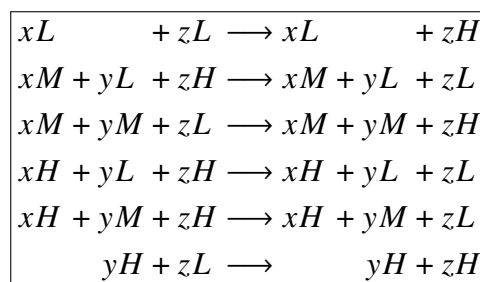 xL + zL ⟶ xL + zH
xM + yL + zH ⟶ xM + yL + zL
xM + yM + zL ⟶ xM + yM + zH
xH + yL + zH ⟶ xH + yL + zL
xH + yM + zH ⟶ xH + yM + zL
yH + zL ⟶ yH + zH